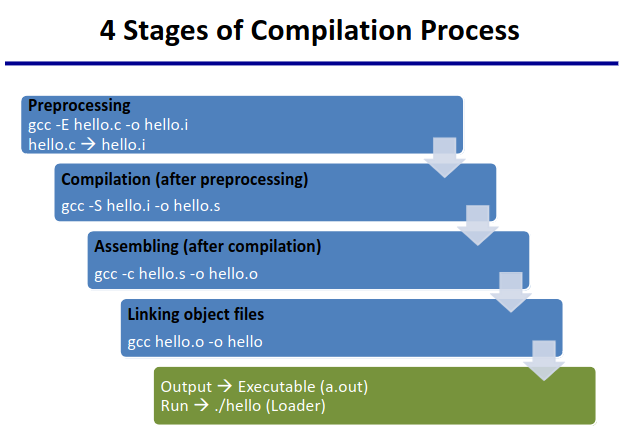 4 Stages of Compilation Process
Preprocessing
gcc -E hello.c -o hello.i
hello.c → hello.i
Compilation (after preprocessing)
gcc -S hello.i -o hello.s
Assembling (after compilation)
gcc -c hello.s -o hello.o
Linking object files
gcc hello.o -o hello
Output → Executable (a.out)
Run → ./hello (Loader)